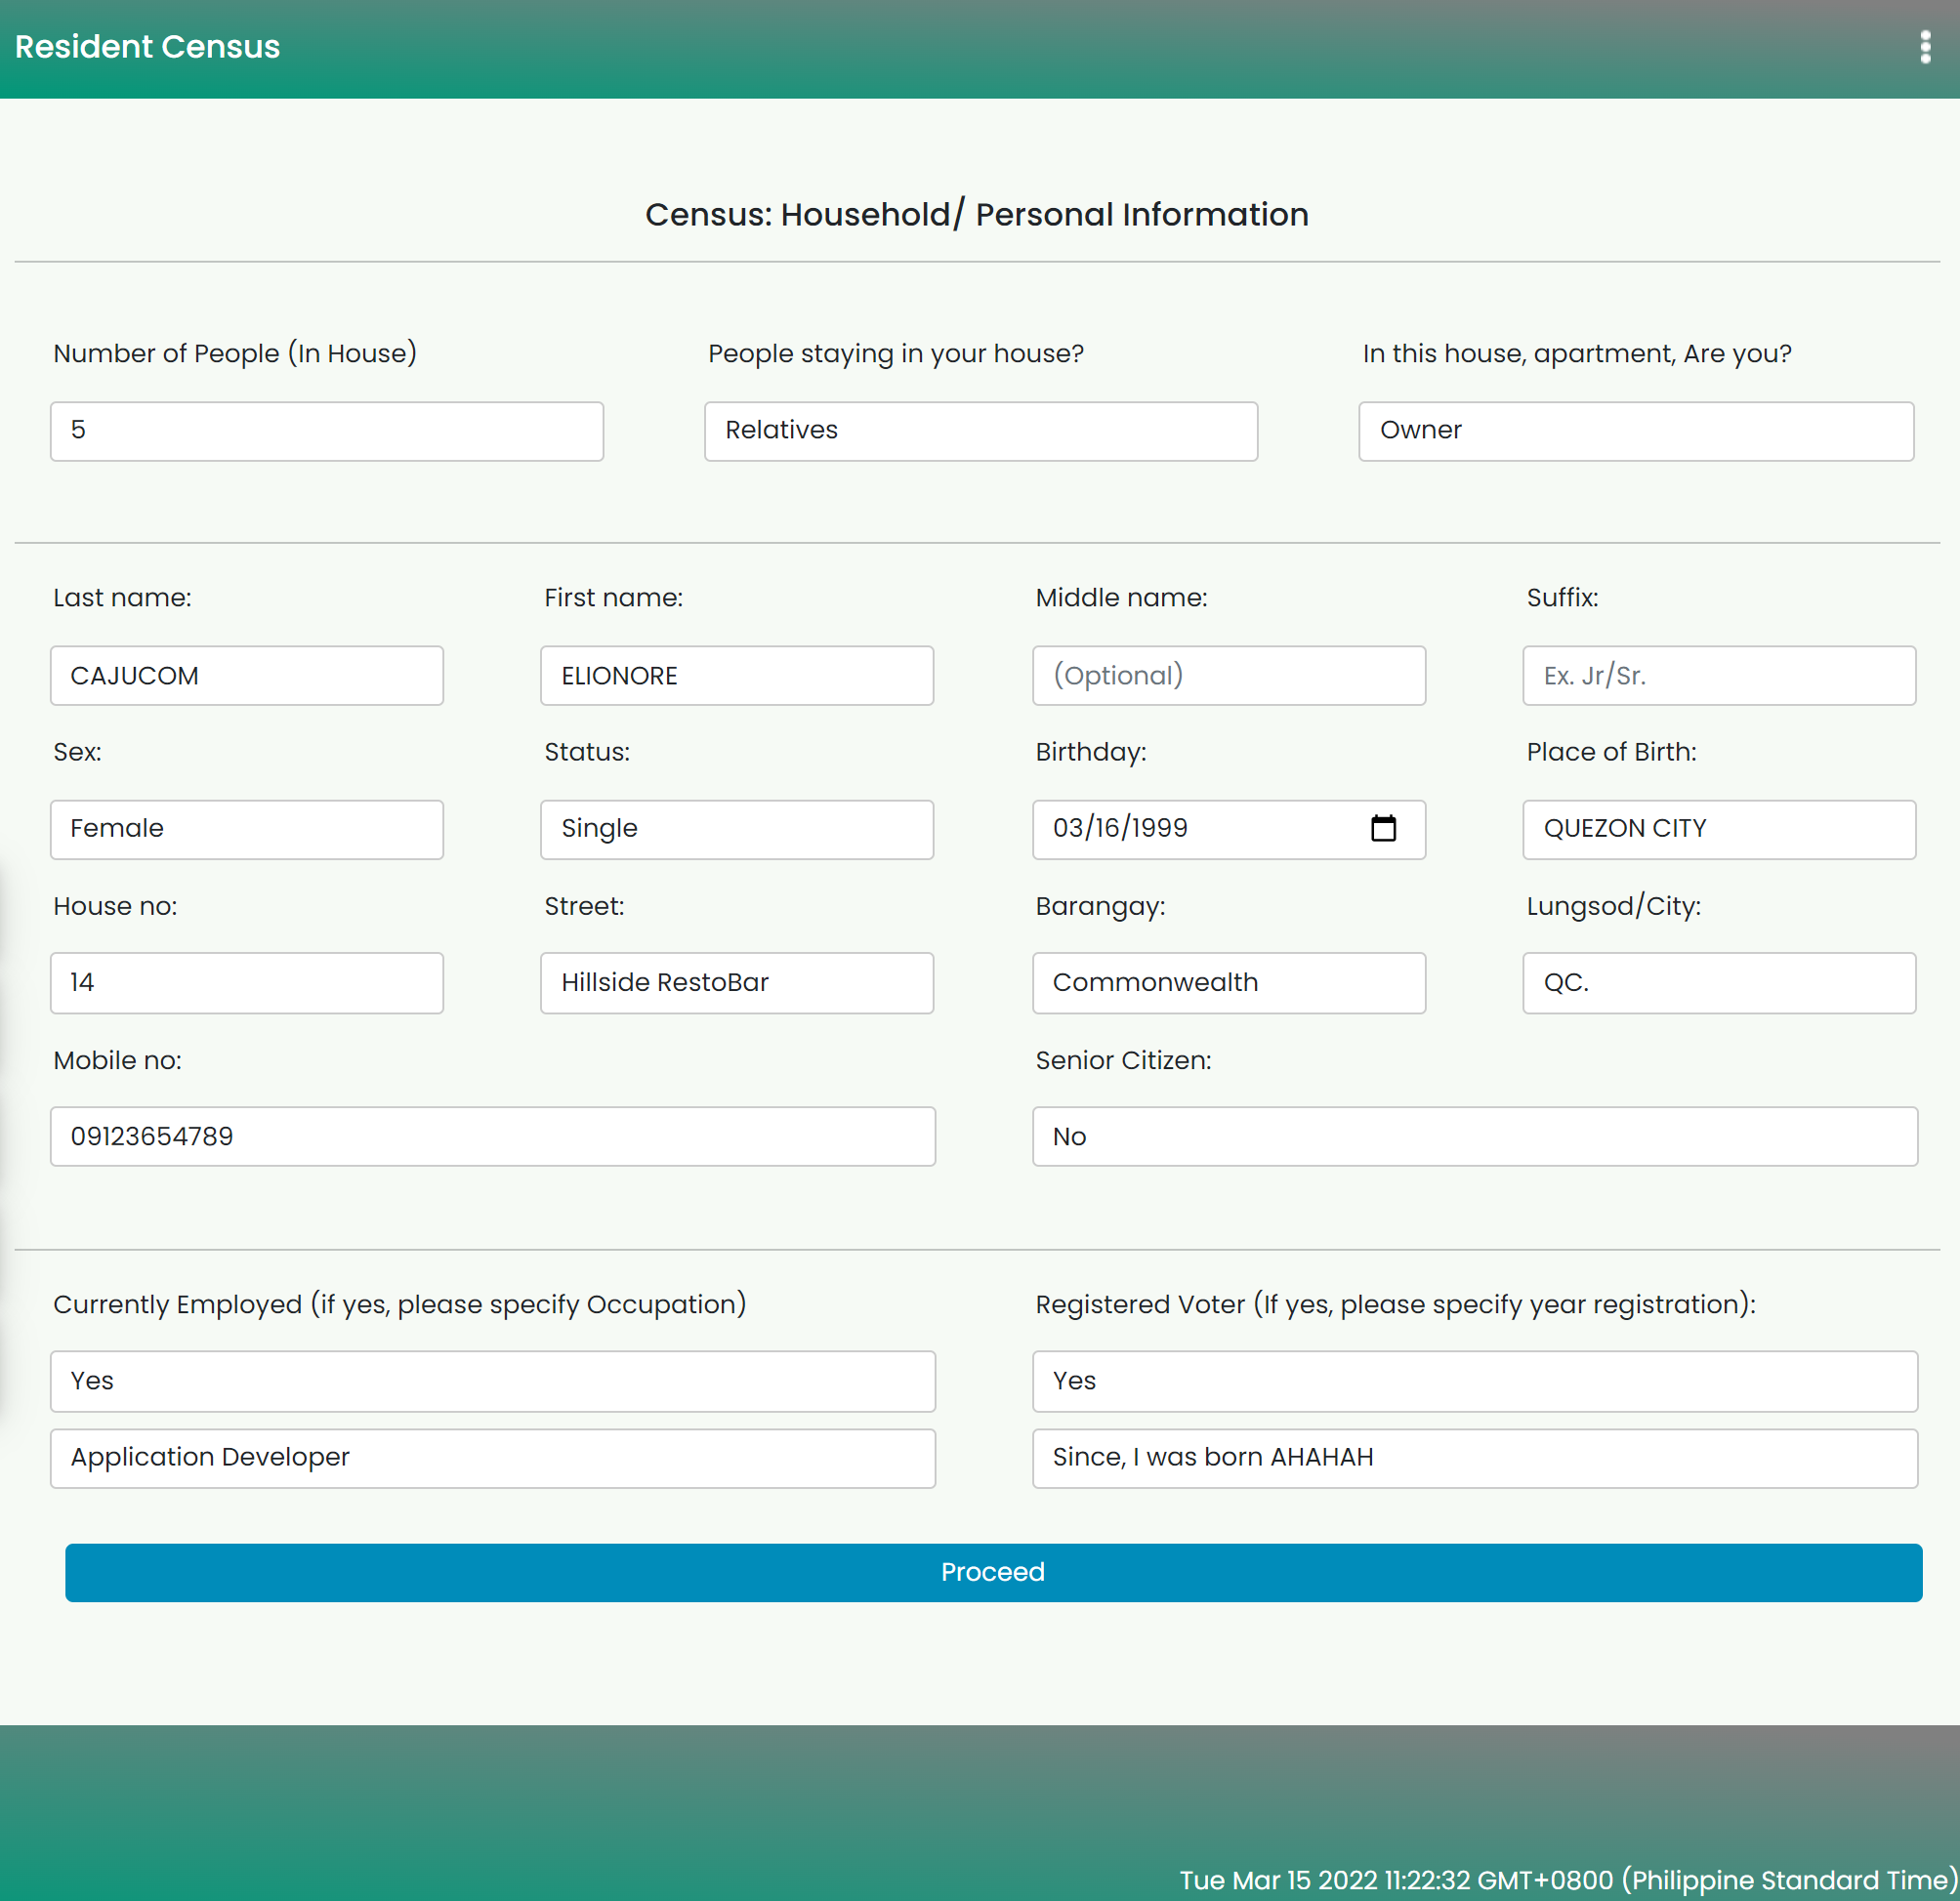 Resident Census
Census: Household/ Personal Information
Number of People (In House) People staying in your house? In this house, apartment, Are you?
5 Relatives Owner
Last name: First name: Middle name: Suffix:
CAJUCOM ELIONORE (Optional) Ex. Jr/Sr.
Sex: Status: Birthday: Place of Birth:
Female Single 03/16/1999 QUEZON CITY
House no: Street: Barangay: Lungsod/City:
14 Hillside RestoBar Commonwealth QC.
Mobile no: Senior Citizen:
09123654789 No
Currently Employed (if yes, please specify Occupation) Registered Voter (If yes, please specify year registration):
Yes Yes
Application Developer Since, I was born AHAHAH
Proceed
Tue Mar 15 2022 11:22:32 GMT+0800 (Philippine Standard Time)